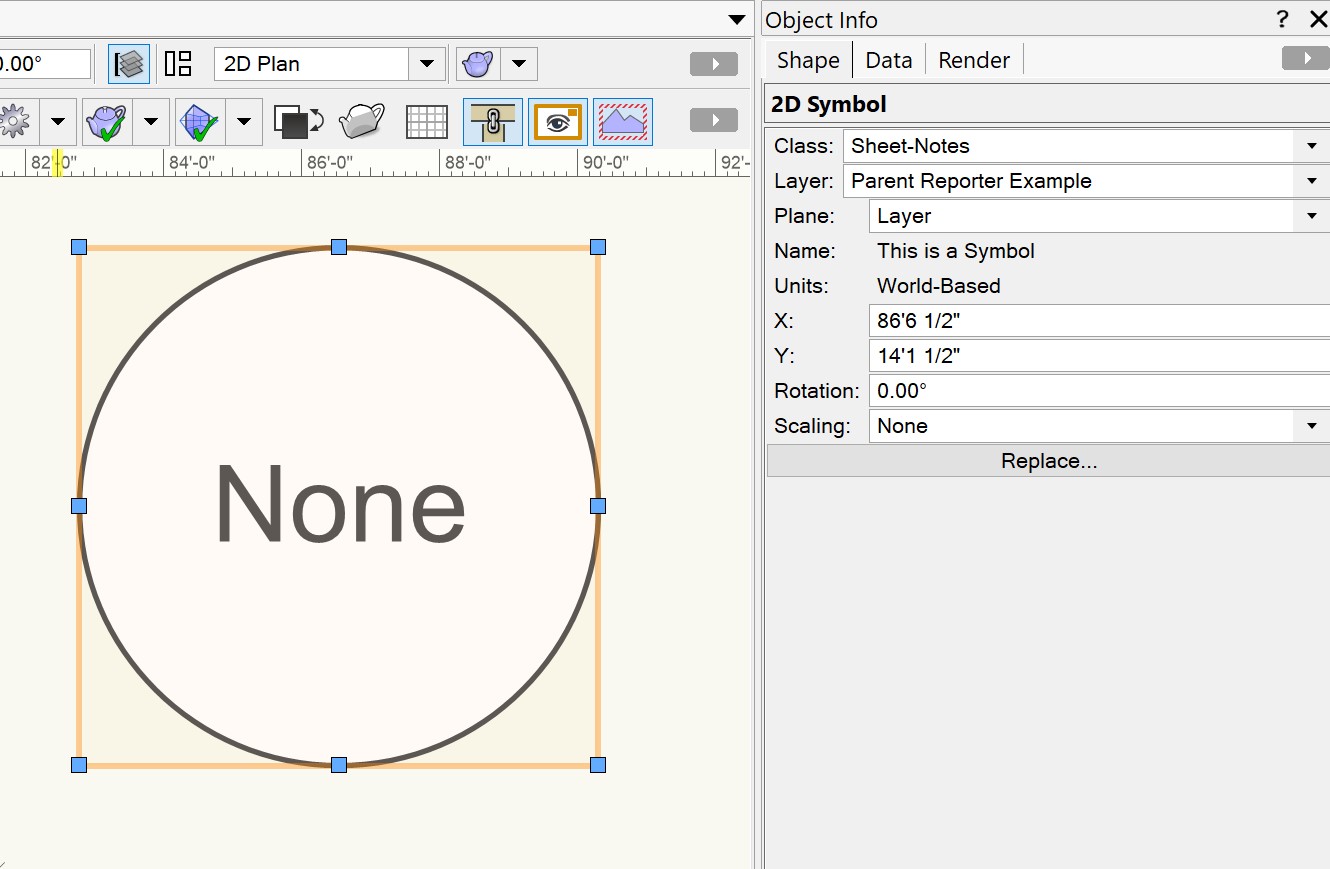 Object Info ?
0.00°
2D Plan
Shape Data Render
2D Symbol
82'-0" 84'-0" 86'-0" 88'-0" 90'-0" 92'-
Class: Sheet-Notes
Layer: Parent Reporter Example
Plane: Layer
Name: This is a Symbol
Units: World-Based
X: 86'6 1/2"
Y: 14'1 1/2"
Rotation: 0.00°
Scaling: None
Replace...
None